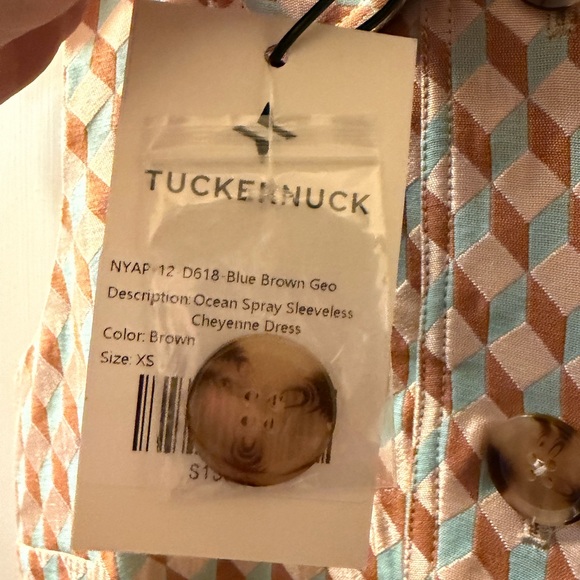 TUCKERNUCK
NYAP-12 D618-Blue Brown Geo
Description: Ocean Spray Sleeveless
Cheyenne Dress
Color: Brown
Size: XS